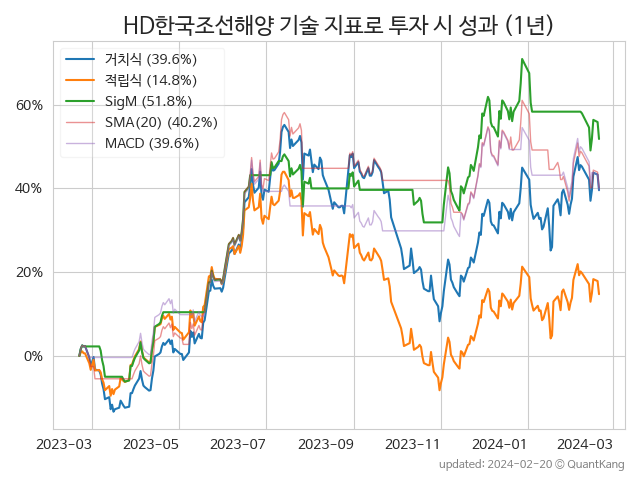 HD한국조선해양 기술 지표로 투자 시 성과 (1년)
거치식 (39.6%)
적립식 (14.8%)
SigM (51.8%)
SMA(20) (40.2%)
MACD (39.6%)
60%
40%
20%
0%
2023-03 2023-05 2023-07 2023-09 2023-11 2024-01 2024-03
updated: 2024-02-20 © QuantKang